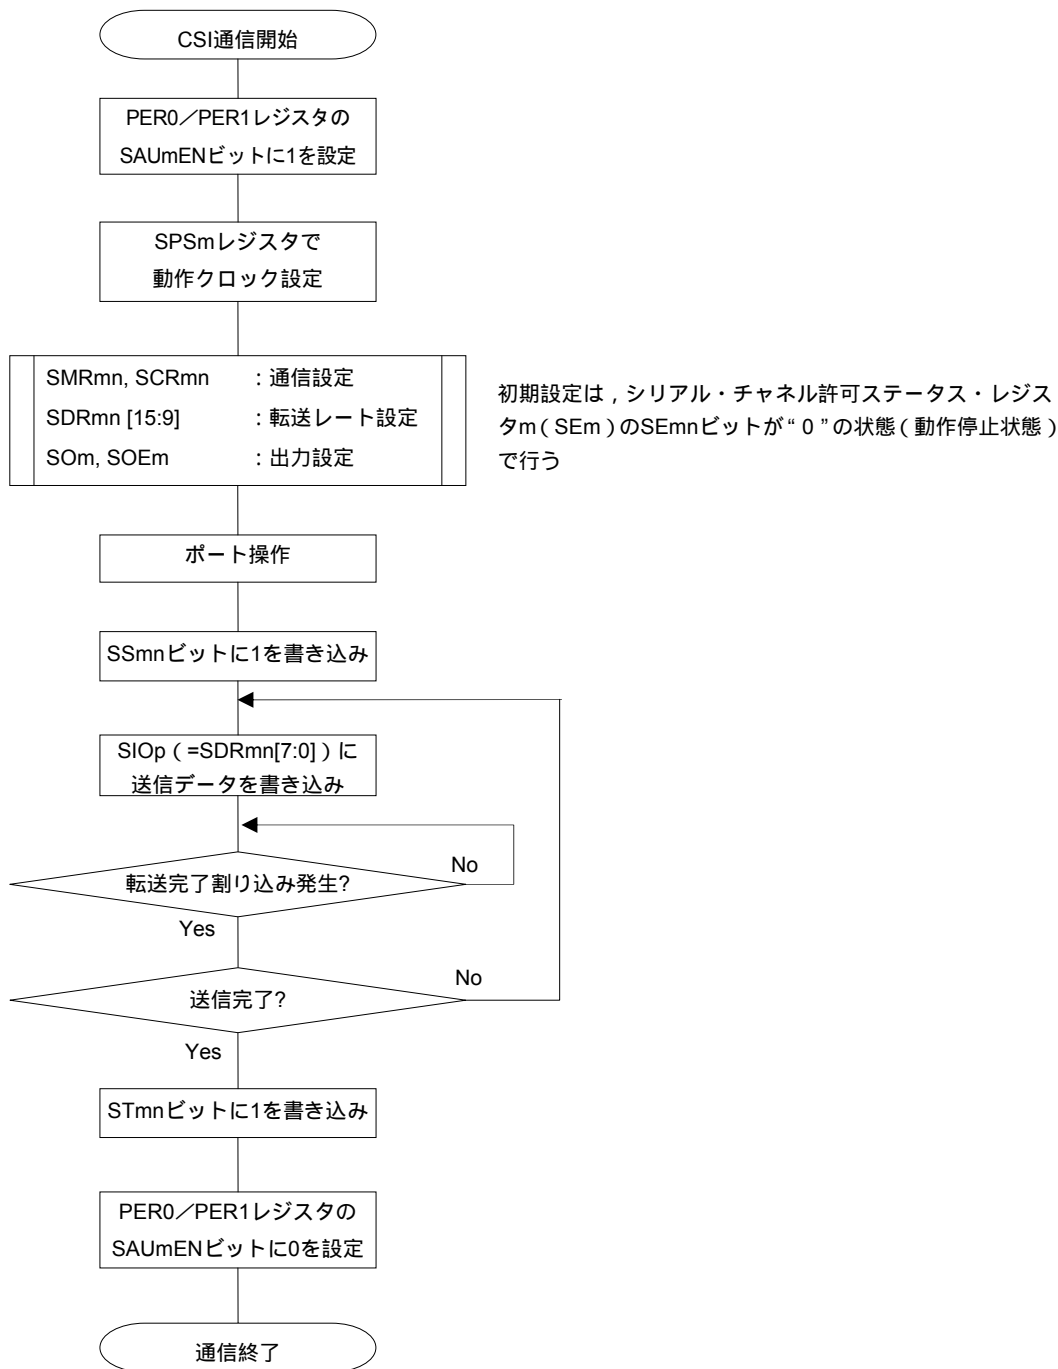 CSI通信開始
PER0／PER1レジスタの
SAUmENビットに1を設定
SPSmレジスタで
動作クロック設定
SMRmn, SCRmn ：通信設定
SDRmn [15:9] ：転送レート設定
SOm, SOEm ：出力設定
初期設定は，シリアル・チャネル許可ステータス・レジス
タm（SEm）のSEmnビットが“0”の状態（動作停止状態）
で行う
ポート操作
SSmnビットに1を書き込み
SIOp（=SDRmn[7:0]）に
送信データを書き込み
転送完了割り込み発生?
No
Yes
送信完了?
No
Yes
STmnビットに1を書き込み
PER0／PER1レジスタの
SAUmENビットに0を設定
通信終了